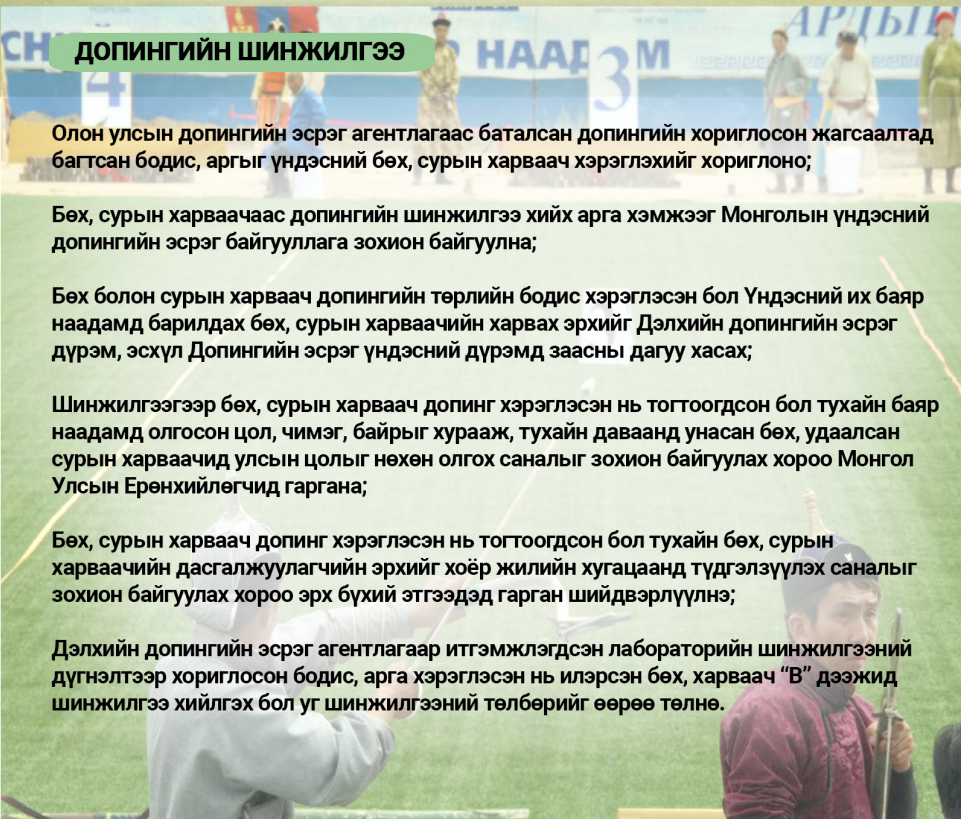 АРДЫН
НААДАМ
4
3
ДОПИНГИЙН ШИНЖИЛГЭЭ
Олон улсын допингийн эсрэг агентлагаас баталсан допингийн хориглосон жагсаалтад
багтсан бодис, аргыг үндэсний бөх, сурын харваач хэрэглэхийг хориглоно;
Бөх, сурын харваачаас допингийн шинжилгээ хийх арга хэмжээг Монголын үндэсний
допингийн эсрэг байгууллага зохион байгуулна;
Бөх болон сурын харваач допингийн төрлийн бодис хэрэглэсэн бол Үндэсний их баяр
наадамд барилдах бөх, сурын харваачийн харвах эрхийг Дэлхийн допингийн эсрэг
дүрэм, эсхүл Допингийн эсрэг үндэсний дүрэмд заасны дагуу хасах;
Шинжилгээгээр бөх, сурын харваач допинг хэрэглэсэн нь тогтоогдсон бол тухайн баяр
наадамд олгосон цол, чимэг, байрыг хурааж, тухайн даваанд унасан бөх, удаалсан
сурын харваачид улсын цолыг нөхөн олгох саналыг зохион байгуулах хороо Монгол
Улсын Ерөнхийлөгчид гаргана;
Бөх, сурын харваач допинг хэрэглэсэн нь тогтоогдсон бол тухайн бөх, сурын
харваачийн дасгалжуулагчийн эрхийг хоёр жилийн хугацаанд түдгэлзүүлэх саналыг
зохион байгуулах хороо эрх бүхий этгээдэд гарган шийдвэрлүүлнэ;
Дэлхийн допингийн эсрэг агентлагаар итгэмжлэгдсэн лабораторийн шинжилгээний
дүгнэлтээр хориглосон бодис, арга хэрэглэсэн нь илэрсэн бөх, харваач “В” дээжид
шинжилгээ хийлгэх бол уг шинжилгээний төлбөрийг өөрөө төлнө.